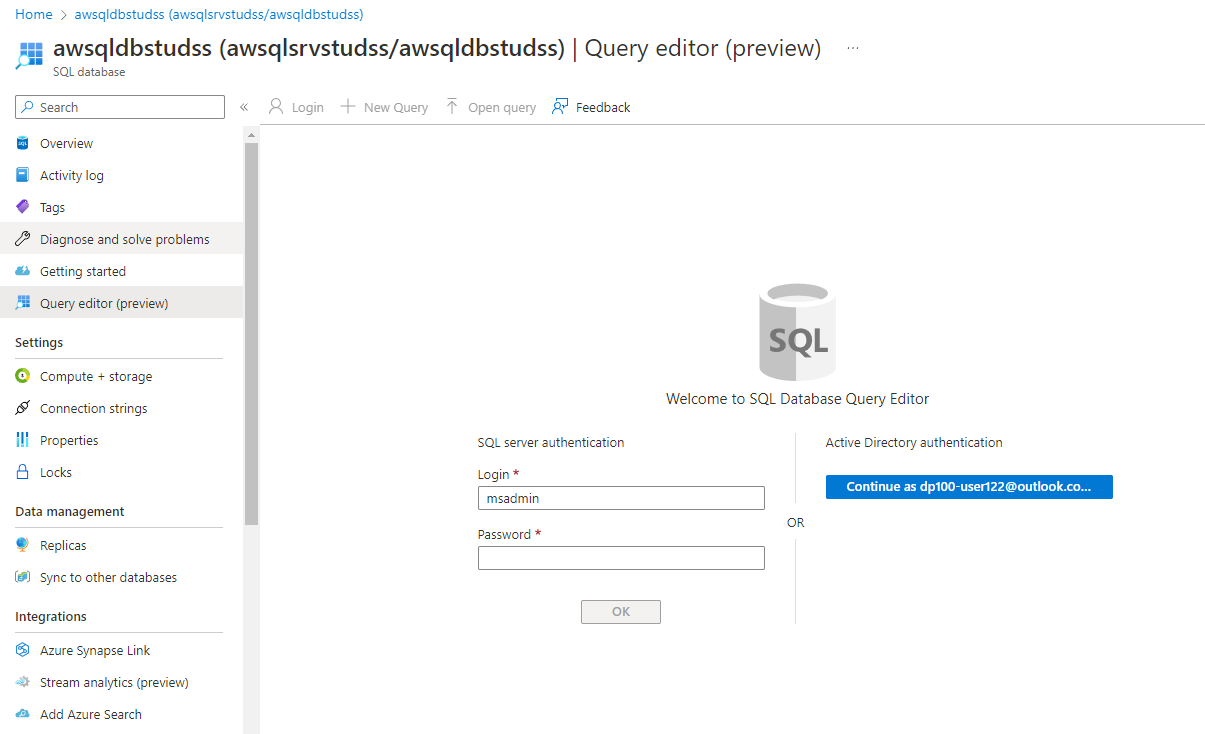 Home > awsqldbstudss (awsqlsrvstudss/awsqldbstudss)
awsqldbstudss (awsqlsrvstudss/awsqldbstudss) | Query editor (preview) ...
SQL database
Search
«
Login
New Query
Open query
Feedback
SQL
Overview
Activity log
Tags
Diagnose and solve problems
Getting started
Query editor (preview)
Settings
Compute + storage
Connection strings
Properties
Locks
Data management
Replicas
Sync to other databases
Integrations
Azure Synapse Link
Stream analytics (preview)
Add Azure Search
SQL
Welcome to SQL Database Query Editor
SQL server authentication
Login *
msadmin
Password *
OK
OR
Active Directory authentication
Continue as dp100-user122@outlook.co...